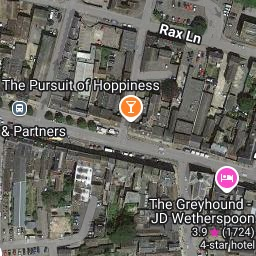 Rax Ln
The Pursuit of Hoppiness
& Partners
The Greyhound -
JD Wetherspoon
3.9 ★ (1724)
4-star hotel